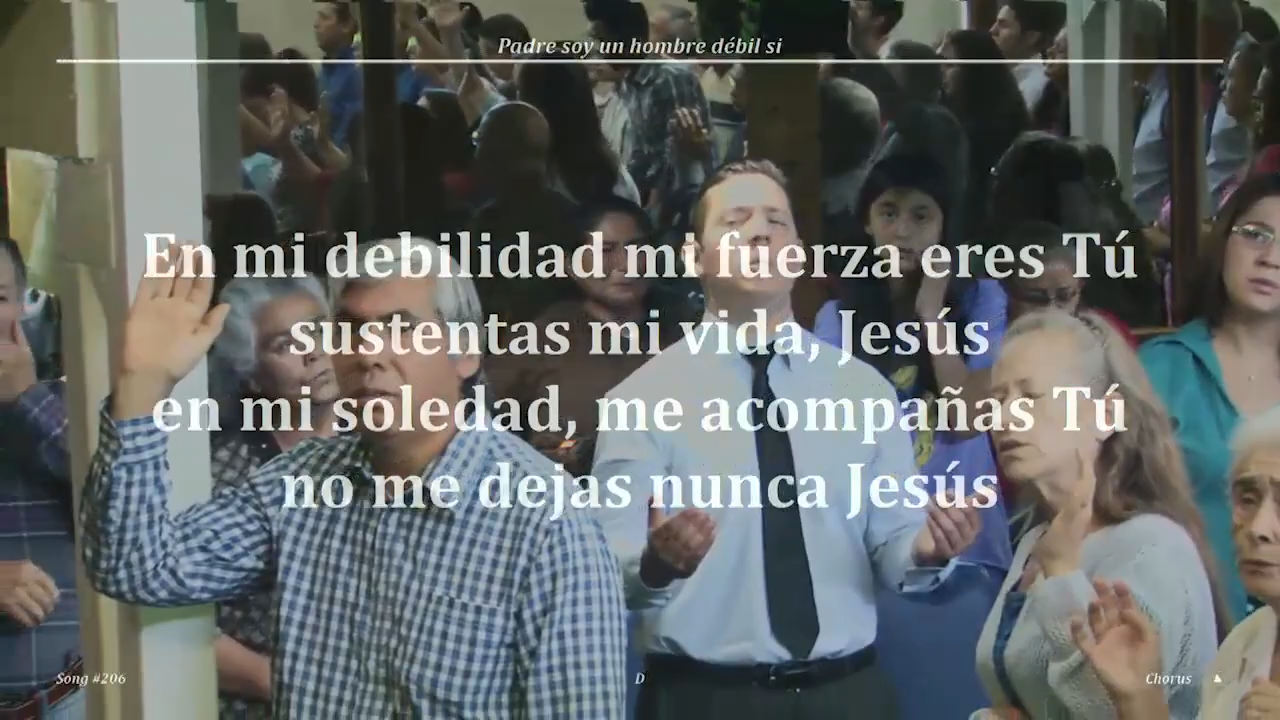 Padre soy un hombre débil si
En mi debilidad mi fuerza eres Tú
sustentas mi vida, Jesús
en mi soledad, me acompañas Tú
no me dejas nunca Jesús
Song #206 D Chorus